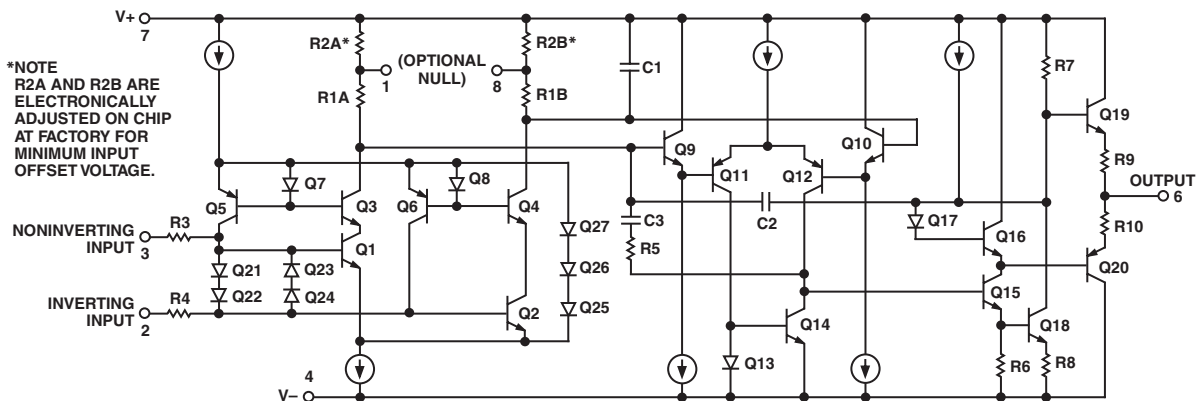 V+
7
*NOTE
R2A AND R2B ARE
ELECTRONICALLY
ADJUSTED ON CHIP
AT FACTORY FOR
MINIMUM INPUT
OFFSET VOLTAGE.
R2A*
(OPTIONAL
NULL)
1
8
R2B*
R1A
R1B
C1
R7
Q19
Q9
Q10
Q11
Q12
R9
OUTPUT
6
R10
Q7
Q8
Q5
Q3
Q6
Q4
Q27
C3
C2
Q17
Q16
R3
NONINVERTING
INPUT
3
Q1
R5
Q20
Q21
Q23
Q26
Q22
Q24
Q15
INVERTING
INPUT
2
R4
Q2
Q25
Q14
Q18
Q13
R6
R8
4
V–